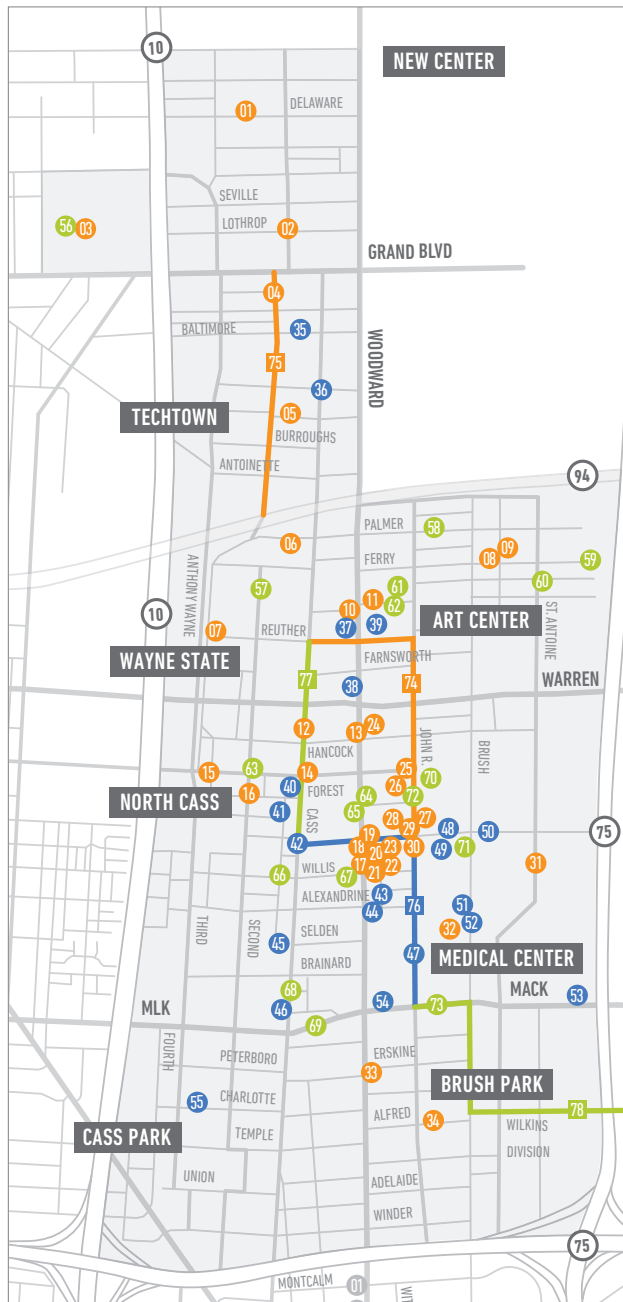 10
NEW CENTER
DELAWARE
01
SEVILLE
LOTHROP
56
03
02
GRAND BLVD
04
BALTIMORE
35
WOODWARD
75
36
TECHTOWN
05
BURROUGHS
ANTOINETTE
94
PALMER
58
06
FERRY
08
09
59
ANTHONY WAYNE
57
61
60
11
62
10
10
ST. ANTOINE
07
REUTHER
37
39
ART CENTER
WAYNE STATE
FARNSWORTH
77
38
74
WARREN
12
13
24
JOHN R.
BRUSH
HANCOCK
15
63
14
25
70
NORTH CASS
16
40
FOREST
26
64
72
41
CASS
65
28
27
19
29
48
50
75
42
18
20
23
30
49
71
WILLIS
17
22
31
66
67
21
ALEXANDRINE
43
44
76
51
THIRD
SECOND
SELDEN
32
52
45
47
MEDICAL CENTER
BRAINARD
68
MACK
53
MLK
46
54
73
69
FOURTH
PETERBORO
ERSKINE
33
BRUSH PARK
55
CHARLOTTE
ALFRED
34
78
CASS PARK
TEMPLE
WILKINS
DIVISION
UNION
ADELAIDE
WINDER
75
MONTCALM
01
WIT